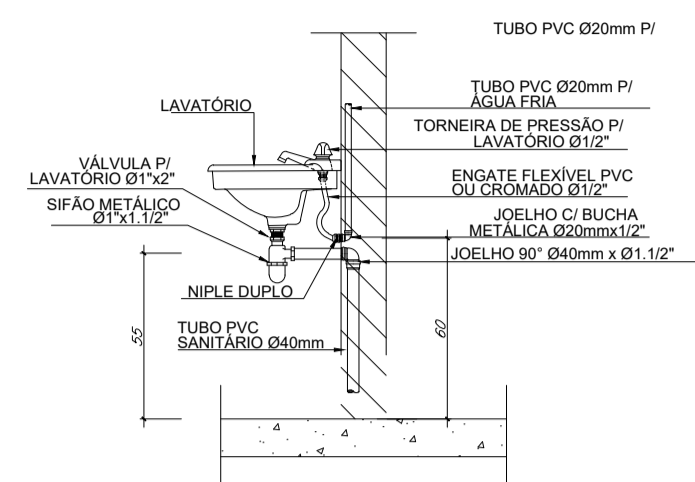 TUBO PVC Ø20mm P/
TUBO PVC Ø20mm P/
ÁGUA FRIA
LAVATÓRIO
TORNEIRA DE PRESSÃO P/
LAVATÓRIO Ø1/2"
VÁLVULA P/
LAVATÓRIO Ø1"x2"
ENGATE FLEXÍVEL PVC
OU CROMADO Ø1/2"
SIFÃO METÁLICO
Ø1"x1.1/2"
JOELHO C/ BUCHA
METÁLICA Ø20mmx1/2"
JOELHO 90° Ø40mm x Ø1.1/2"
NIPLE DUPLO
TUBO PVC
SANITÁRIO Ø40mm
55
60